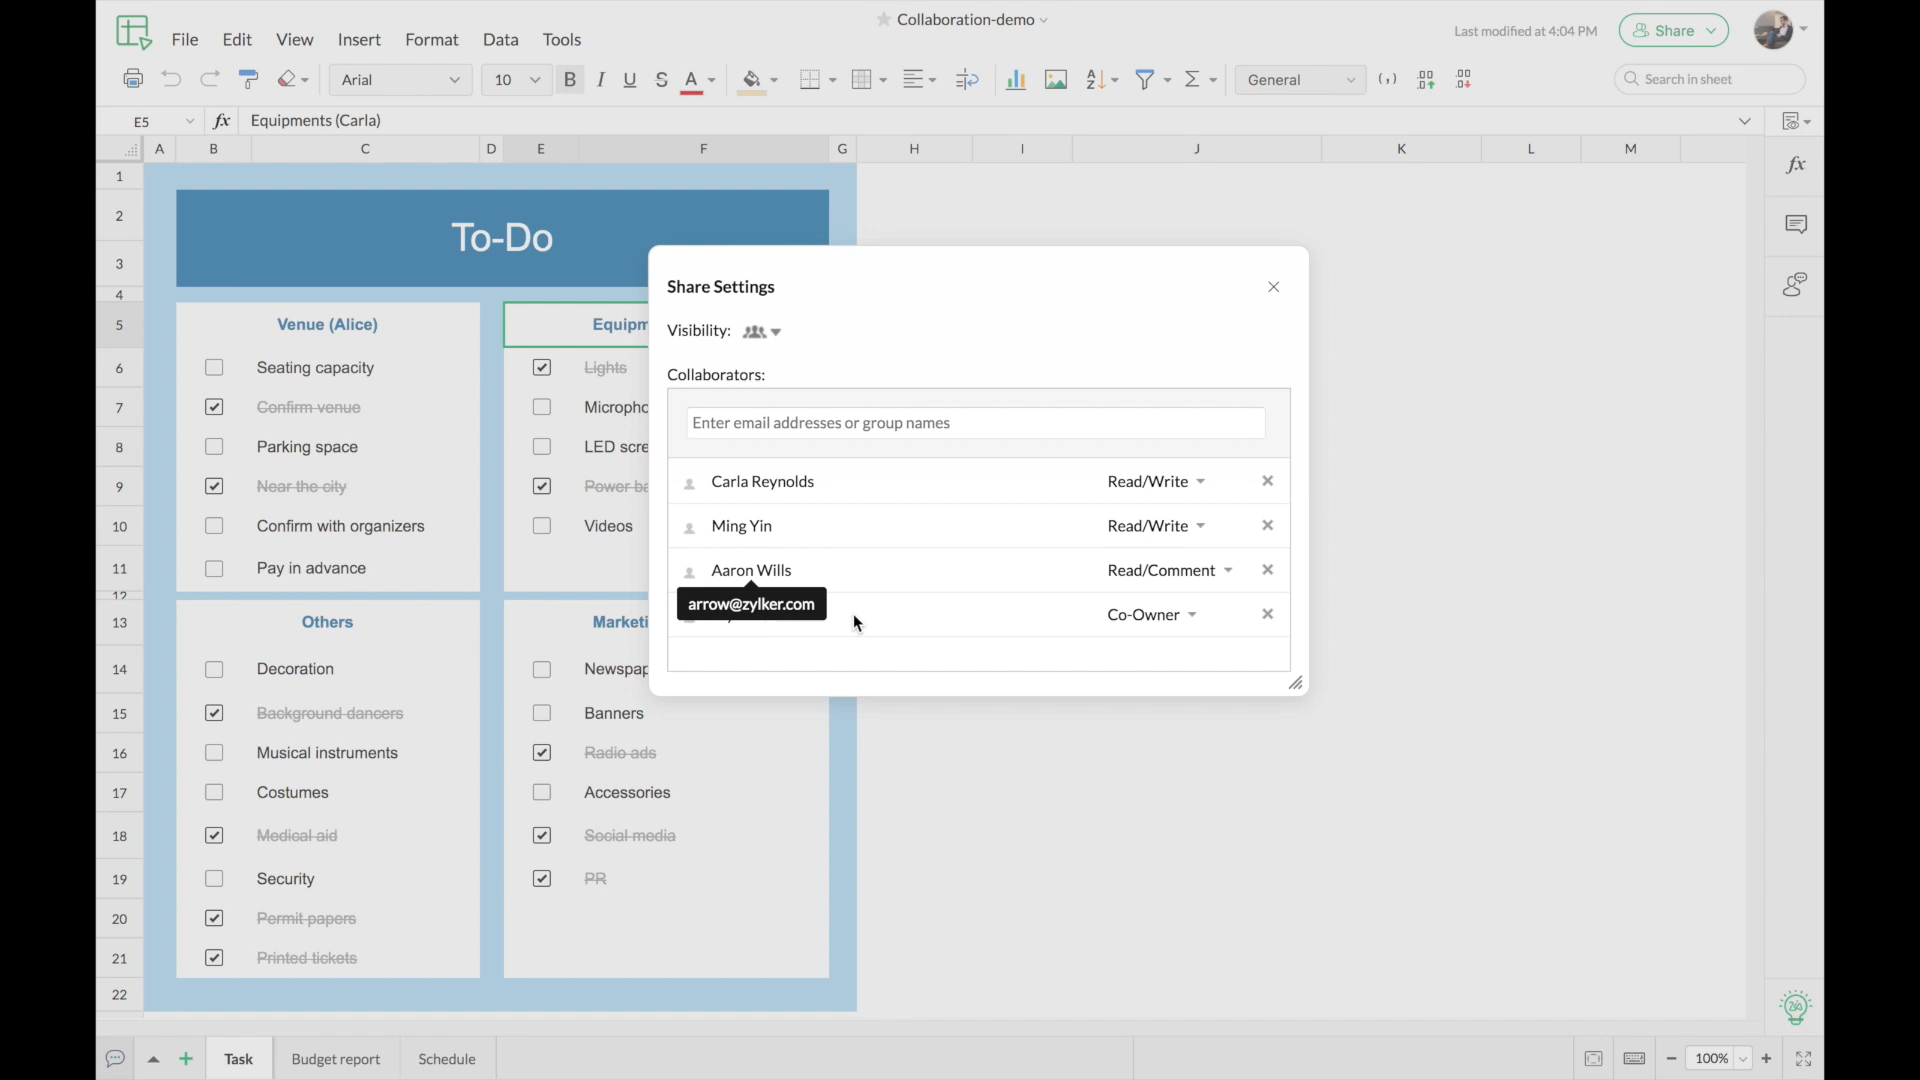 Collaboration-demo
File Edit View Insert Format Data Tools
Last modified at 4:04 PM
Share
Arial
10
B I U S A
General
Search in sheet
E5
fx
Equipments (Carla)
A B C D E F G H I J K L M
1
2
To-Do
3
4
5 Venue (Alice) Equipm
6 Seating capacity Lights
7 Confirm venue Micropho
8 Parking space LED scre
9 Near the city Power ba
10 Confirm with organizers Videos
11 Pay in advance
12
13 Others Marketi
14 Decoration Newspap
15 Background dancers Banners
16 Musical instruments Radio ads
17 Costumes Accessories
18 Medical aid Social media
19 Security PR
20 Permit papers
21 Printed tickets
22
Share Settings
Visibility:
Collaborators:
Enter email addresses or group names
Carla Reynolds Read/Write
Ming Yin Read/Write
Aaron Wills Read/Comment
arrow@zylker.com
Co-Owner
fx
Task Budget report Schedule
100%